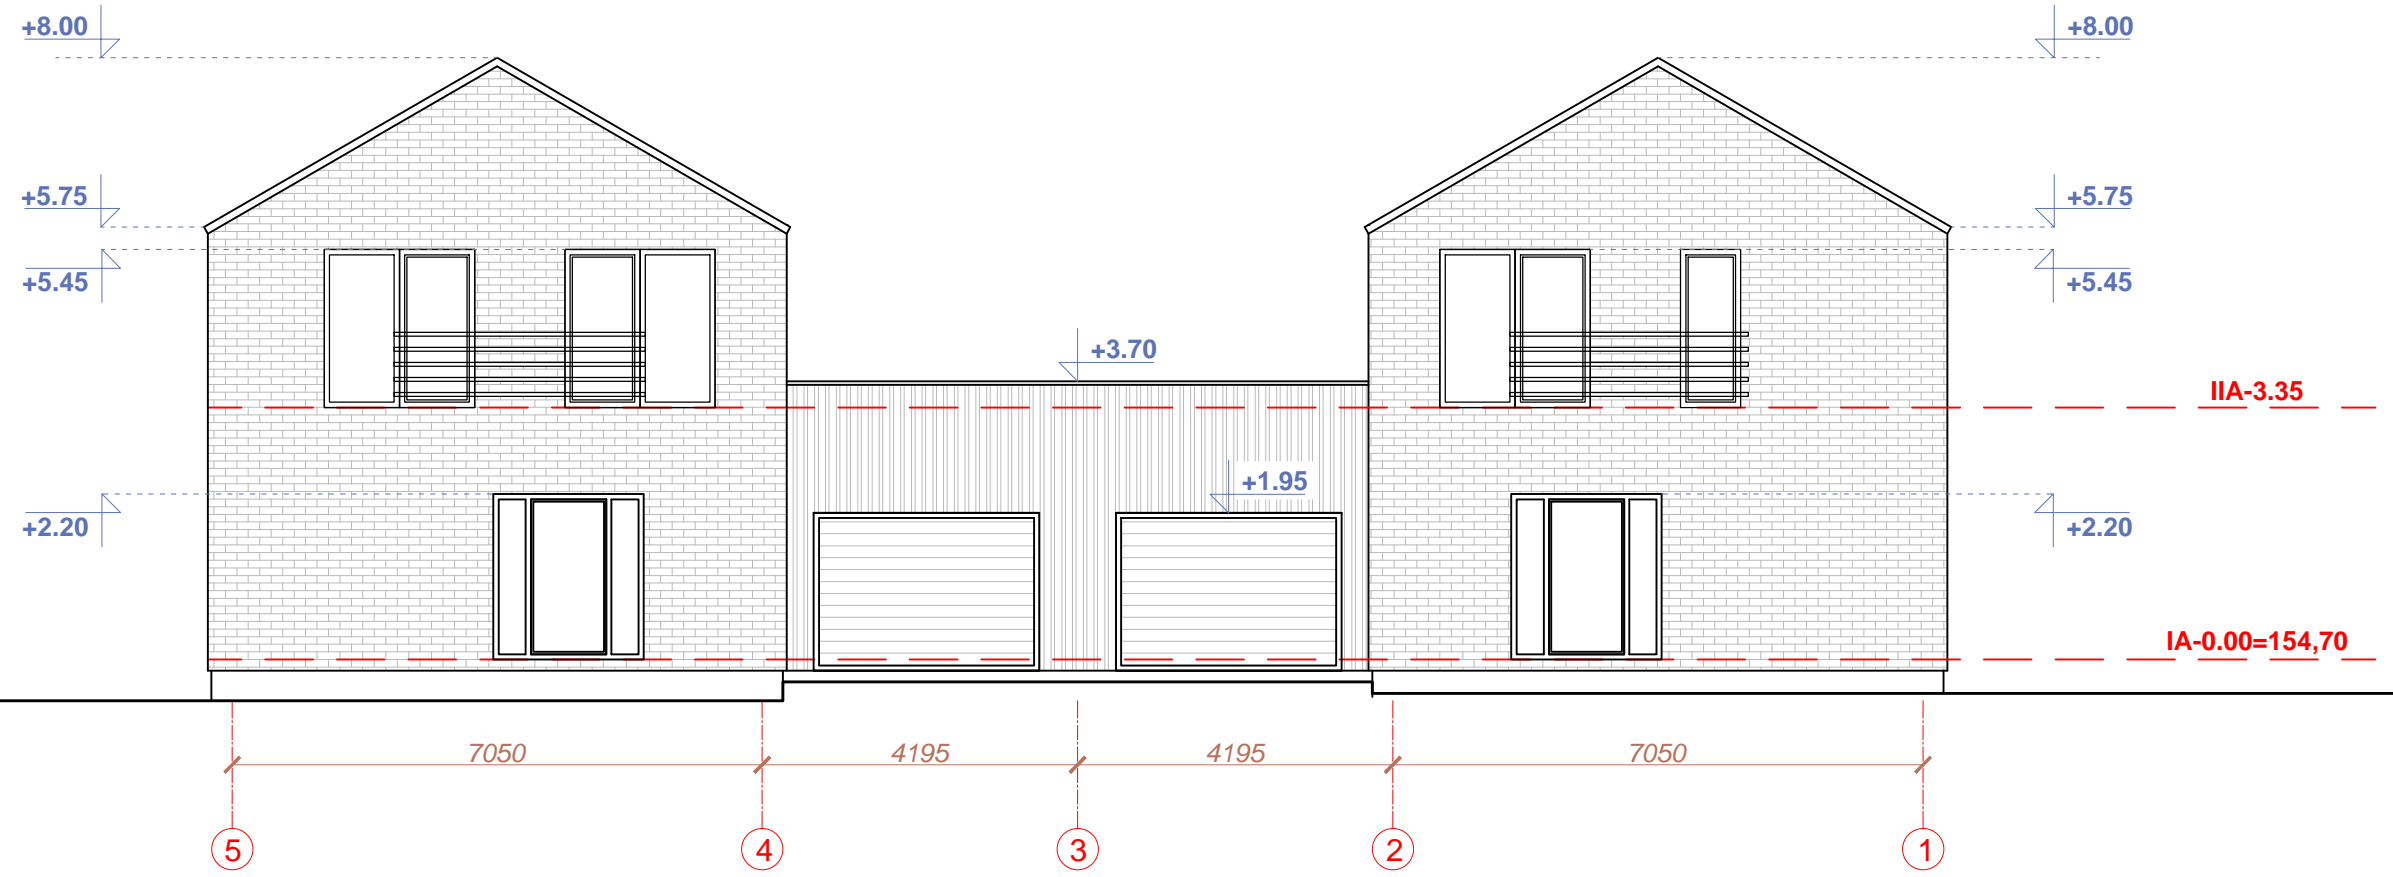 +8.00 +8.00
+5.75 +5.75
+5.45 +5.45
+3.70
IIA-3.35
+1.95
+2.20 +2.20
IA-0.00=154,70
7050 4195 4195 7050
5 4 3 2 1